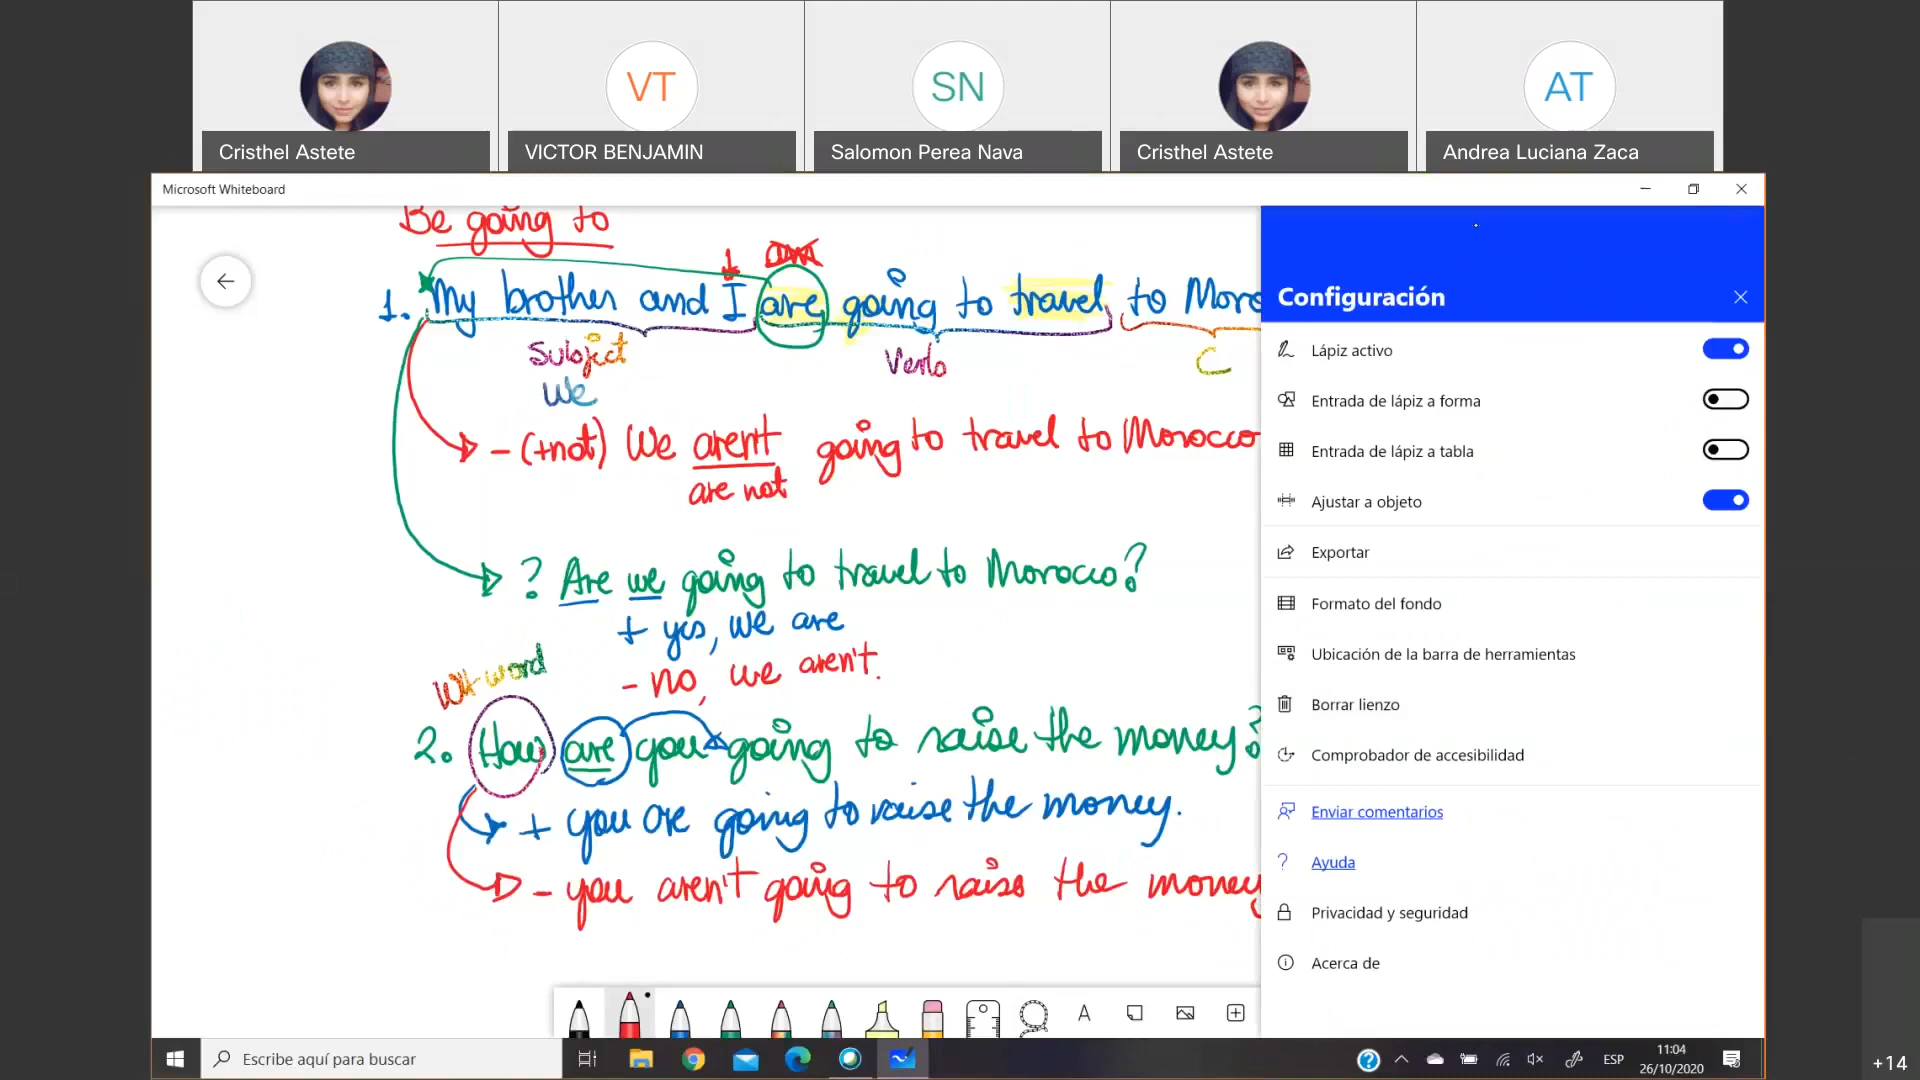 Cristhel Astete
VT
VICTOR BENJAMIN
SN
Salomon Perea Nava
Cristhel Astete
AT
Andrea Luciana Zaca
Microsoft Whiteboard
Be going to
am
1. My brother and I are going to travel to Moro
Subject
Verb
C
We
- (+not) We aren't going to travel to Morocco
are not
? Are we going to travel to Morocco?
+ yes, we are
- No, we aren't.
WH-word
2. How are you going to raise the money?
+ you are going to raise the money.
- you aren't going to raise the money
Configuración
Lápiz activo
Entrada de lápiz a forma
Entrada de lápiz a tabla
Ajustar a objeto
Exportar
Formato del fondo
Ubicación de la barra de herramientas
Borrar lienzo
Comprobador de accesibilidad
Enviar comentarios
Ayuda
Privacidad y seguridad
Acerca de
Escribe aquí para buscar
ESP
11:04
26/10/2020
+14